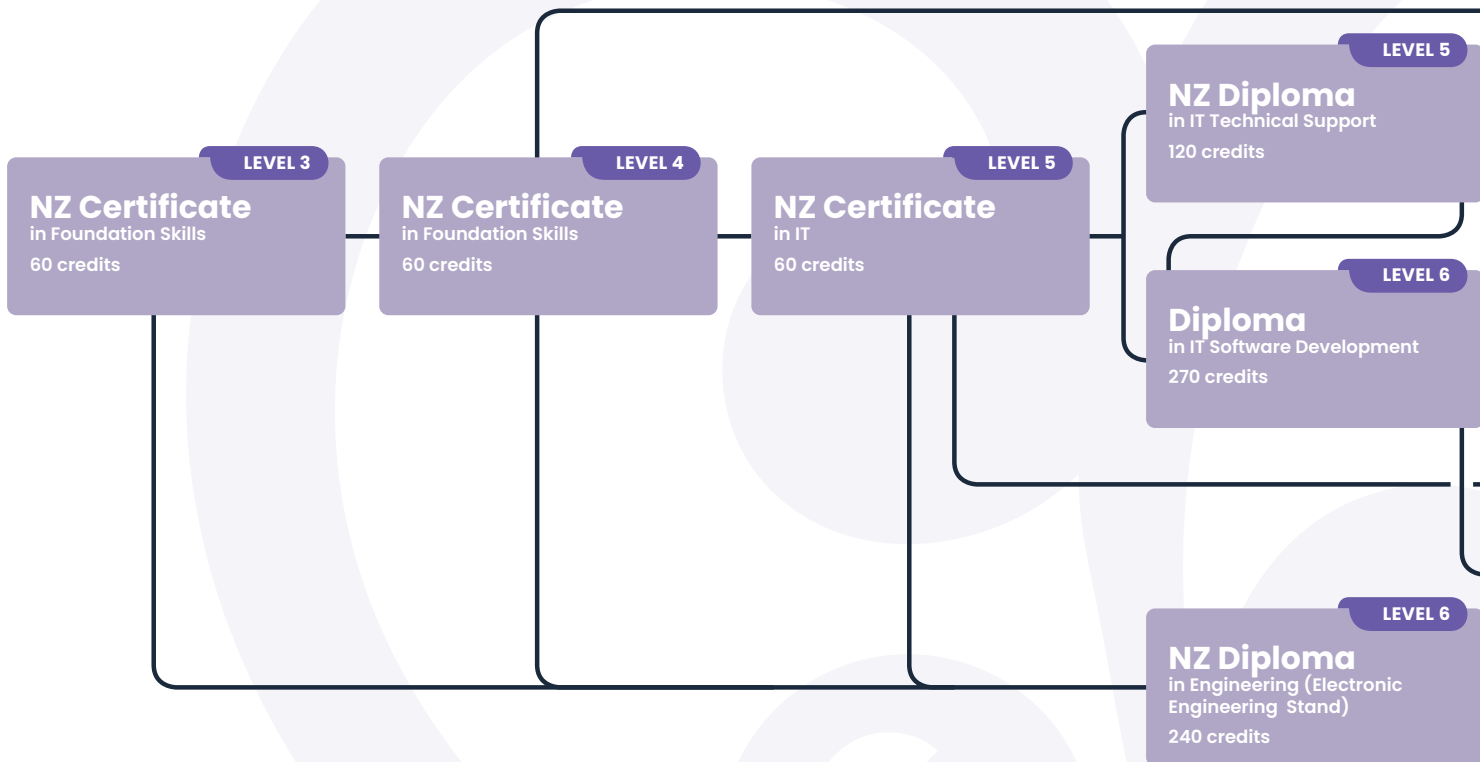 LEVEL 3
NZ Certificate
in Foundation Skills
60 credits
LEVEL 4
NZ Certificate
in Foundation Skills
60 credits
LEVEL 5
NZ Certificate
in IT
60 credits
LEVEL 5
NZ Diploma
in IT Technical Support
120 credits
LEVEL 6
Diploma
in IT Software Development
270 credits
LEVEL 6
NZ Diploma
in Engineering (Electronic
Engineering Stand)
240 credits